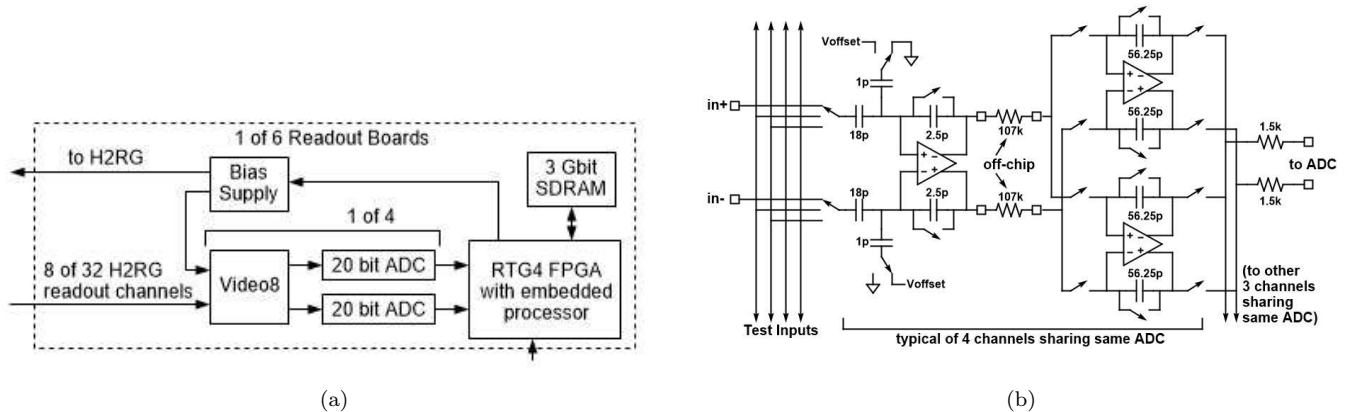 1 of 6 Readout Boards
to H2RG
Bias
Supply
3 Gbit
SDRAM
1 of 4
8 of 32 H2RG
readout channels
Video8
20 bit ADC
20 bit ADC
RTG4 FPGA
with embedded
processor
(a)
Voffset
1p
in+
18p
2.5p
107k
off-chip
in-
18p
2.5p
107k
1p
Voffset
56.25p
56.25p
56.25p
56.25p
1.5k
to ADC
1.5k
(to other
3 channels
sharing
same ADC)
Test Inputs
typical of 4 channels sharing same ADC
+ −
− +
+ −
− +
+ −
− +
(b)